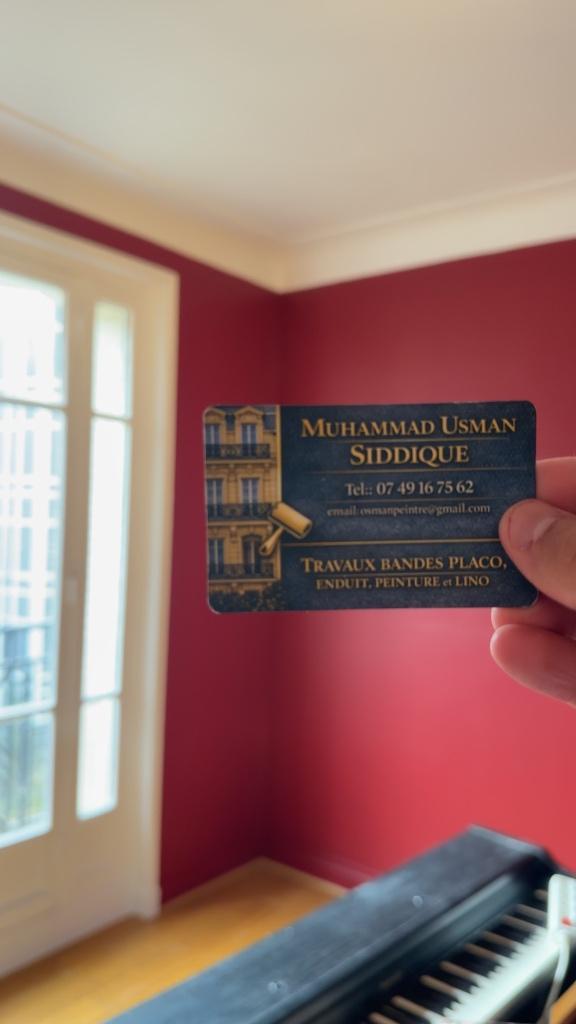 MUHAMMAD USMAN
SIDDIQUE
Tel:: 07 49 16 75 62
email: osmanpeintre@gmail.com
TRAVAUX BANDES PLACO,
ENDUIT, PEINTURE et LINO